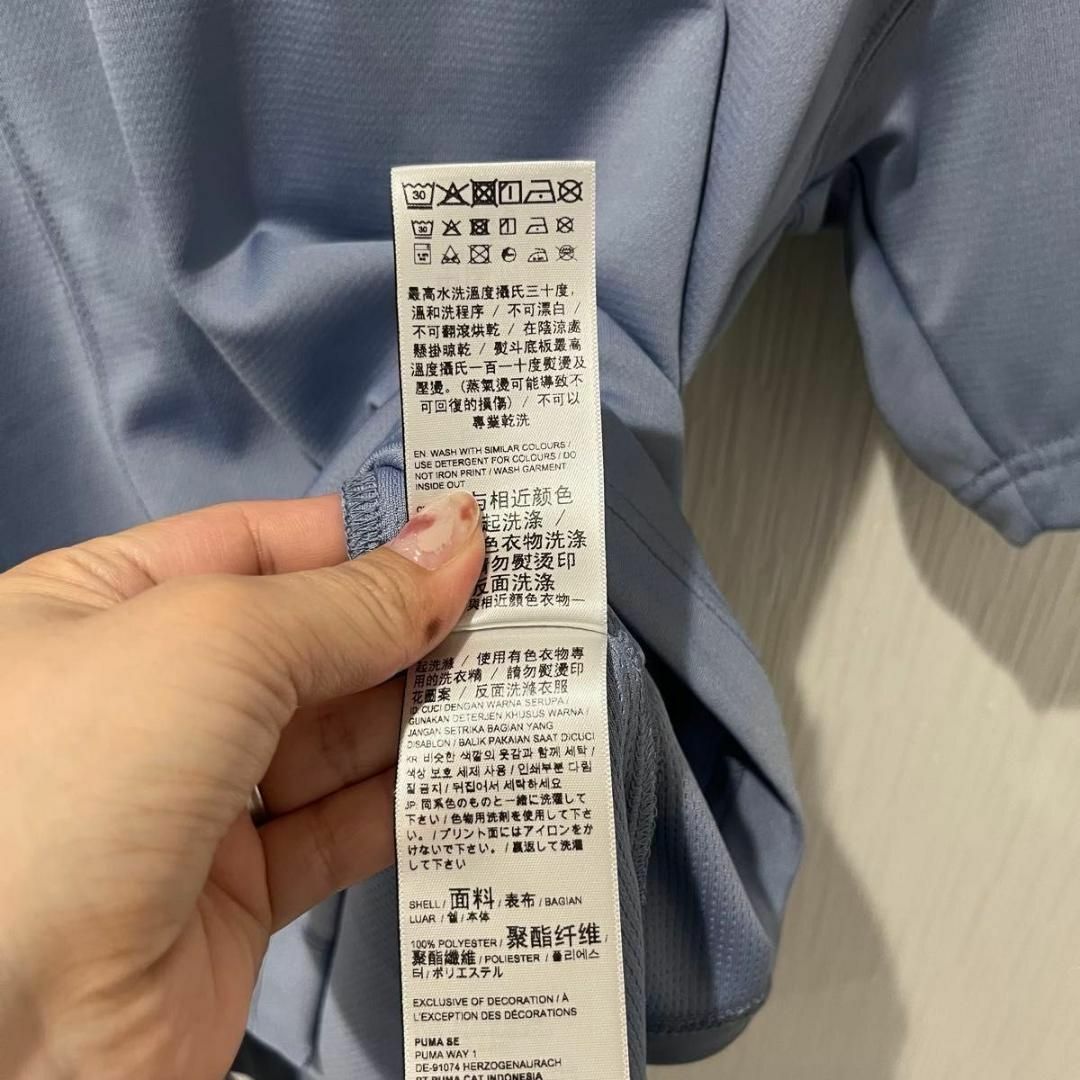 30
30
最高水洗溫度攝氏三十度,
溫和洗程序 / 不可漂白 /
不可翻滾烘乾 / 在陰涼處
懸掛晾乾 / 熨斗底板最高
溫度攝氏一百一十度熨燙及
壓燙。(蒸氣燙可能導致不
可回復的損傷) / 不可以
專業乾洗
EN: WASH WITH SIMILAR COLOURS /
USE DETERGENT FOR COLOURS / DO
NOT IRON PRINT / WASH GARMENT
INSIDE OUT
与相近颜色
起洗涤 /
色衣物洗涤
请勿熨烫印
反面洗涤
與相近顏色衣物一
起洗滌 / 使用有色衣物專
用的洗衣精 / 請勿熨燙印
花圖案 / 反面洗滌衣服
ID: CUCI DENGAN WARNA SERUPA /
GUNAKAN DETERJEN KHUSUS WARNA /
JANGAN SETRIKA BAGIAN YANG
DISABLON / BALIK PAKAIAN SAAT DICUCI
KR: 비슷한 색깔의 옷감과 함께 세탁 /
색상 보호 세제 사용 / 인쇄부분 다림
질 금지 / 뒤집어서 세탁하세요
JP: 同系色のものと一緒に洗濯して
下さい / 色物用洗剤を使用して下さ
い。 / プリント面にはアイロンをか
けないで下さい。 / 裏返して洗濯
して下さい
SHELL / 面料 / 表布 / BAGIAN
LUAR / 쉘 / 本体
100% POLYESTER / 聚酯纤维 /
聚酯纖維 / POLIESTER / 폴리에스
터 / ポリエステル
EXCLUSIVE OF DECORATION / À
L'EXCEPTION DES DÉCORATIONS
PUMA SE
PUMA WAY 1
DE-91074 HERZOGENAURACH
PT PUMA CAT INDONESIA